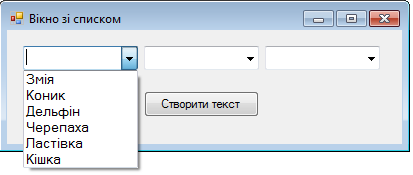 Вікно зі списком
Змія
Коник
Дельфін
Черепаха
Ластівка
Кішка
Створити текст